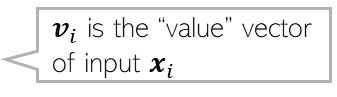 𝒗ᵢ is the “value” vector
of input 𝒙ᵢ